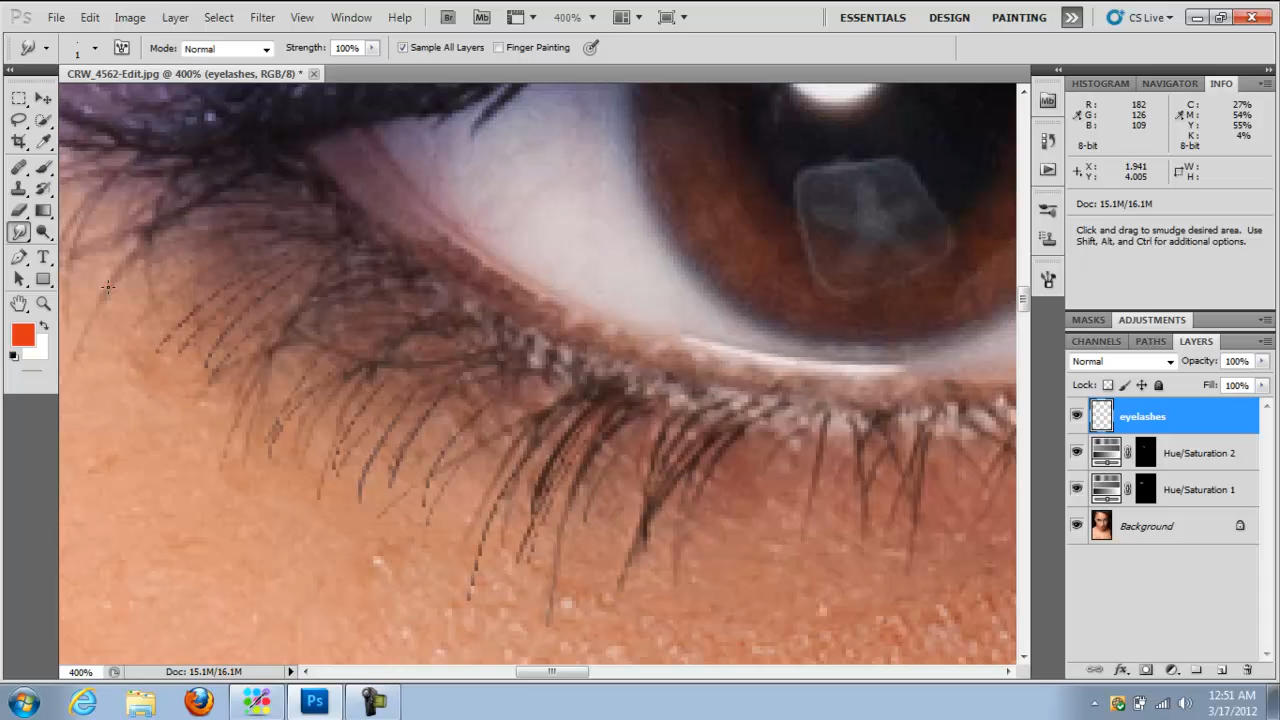 Ps File Edit Image Layer Select Filter View Window Help Br Mb 400% ESSENTIALS DESIGN PAINTING CS Live
1 Mode: Normal Strength: 100% Sample All Layers Finger Painting
CRW_4562-Edit.jpg @ 400% (eyelashes, RGB/8) *
HISTOGRAM NAVIGATOR INFO
R: 182 C: 27%
G: 126 M: 54%
B: 109 Y: 55%
K: 4%
8-bit 8-bit
X: 1.941 W:
Y: 4.005 H:
Doc: 15.1M/16.1M
Click and drag to smudge desired area. Use
Shift, Alt, and Ctrl for additional options.
MASKS ADJUSTMENTS
CHANNELS PATHS LAYERS
Normal Opacity: 100%
Lock: Fill: 100%
eyelashes
Hue/Saturation 2
Hue/Saturation 1
Background
Mb
T
400% Doc: 15.1M/16.1M
Ps
12:51 AM
3/17/2012